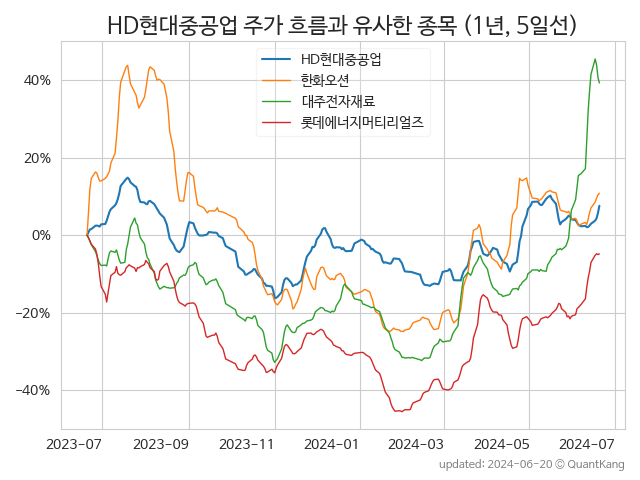 HD현대중공업 주가 흐름과 유사한 종목 (1년, 5일선)
HD현대중공업
한화오션
대주전자재료
롯데에너지머티리얼즈
40%
20%
0%
−20%
−40%
2023-07 2023-09 2023-11 2024-01 2024-03 2024-05 2024-07
updated: 2024-06-20 © QuantKang